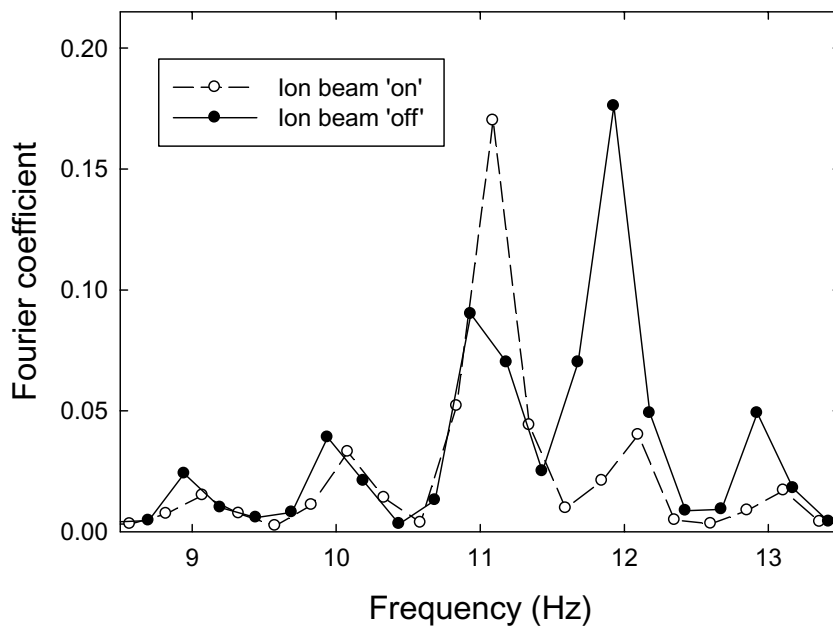 0.20
0.15
0.10
0.05
0.00
Fourier coefficient
Ion beam 'on'
Ion beam 'off'
9 10 11 12 13
Frequency (Hz)